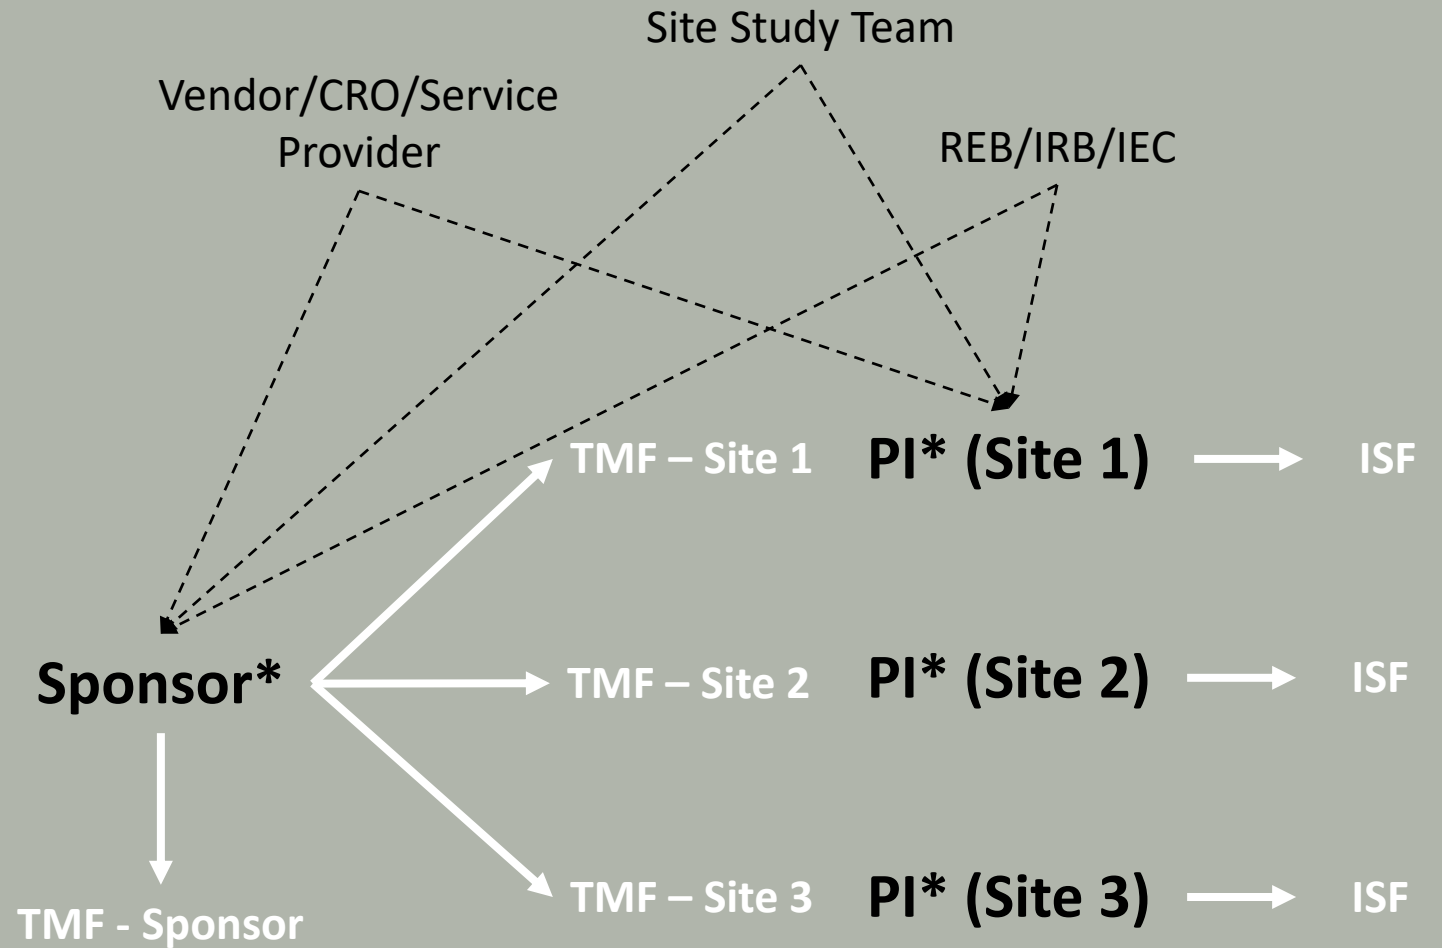 Site Study Team
Vendor/CRO/Service
Provider
REB/IRB/IEC
TMF – Site 1
PI* (Site 1)
ISF
Sponsor*
TMF – Site 2
PI* (Site 2)
ISF
TMF – Site 3
PI* (Site 3)
ISF
TMF - Sponsor